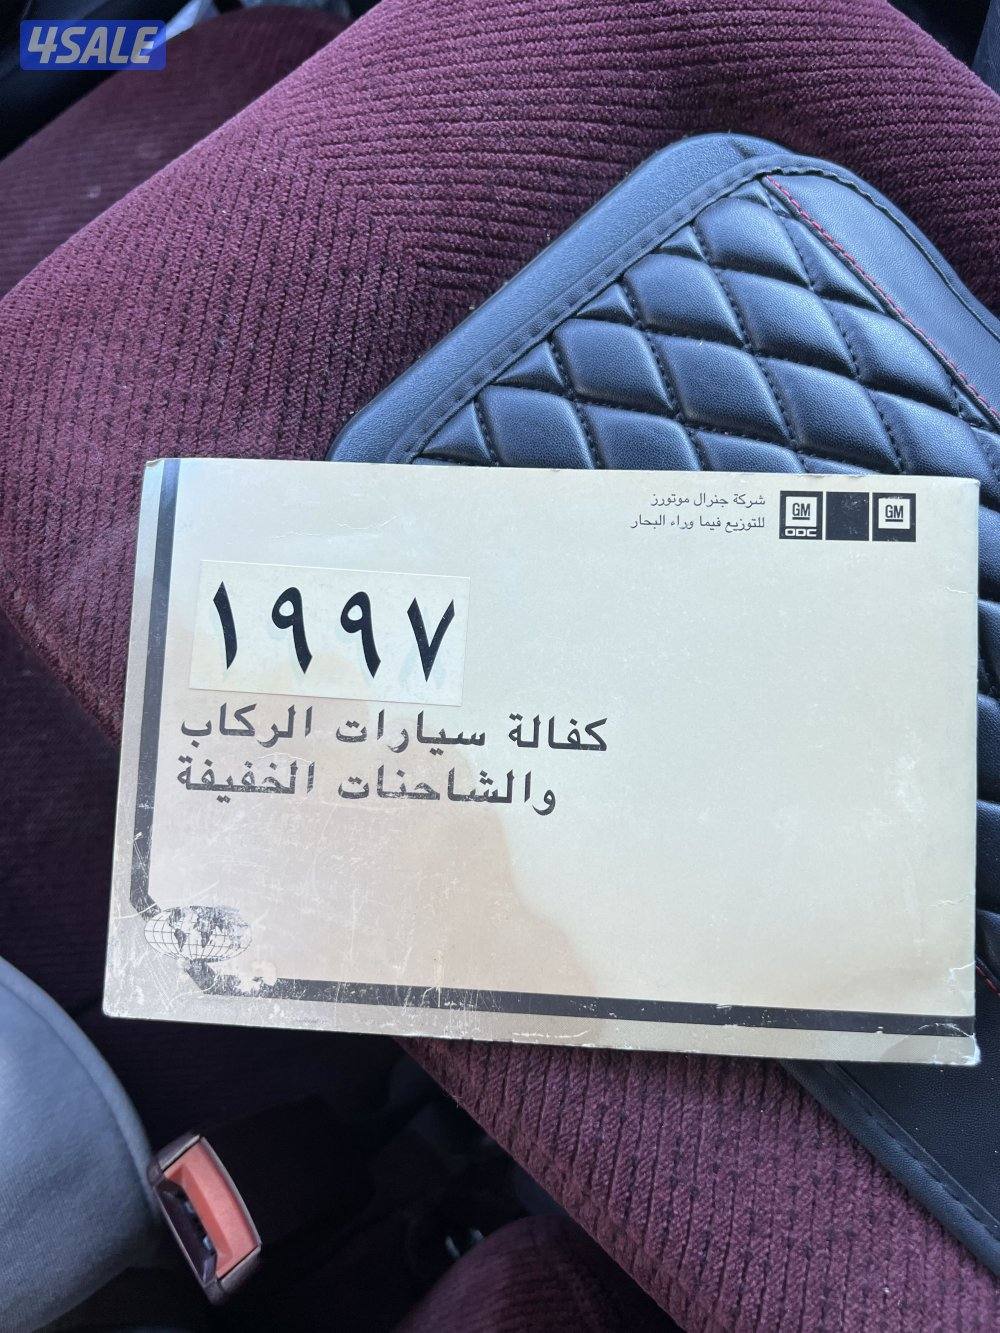 4SALE
شركة جنرال موتورز
للتوزيع فيما وراء البحار
GM
ODC
GM
١٩٩٧
كفالة سيارات الركاب
والشاحنات الخفيفة